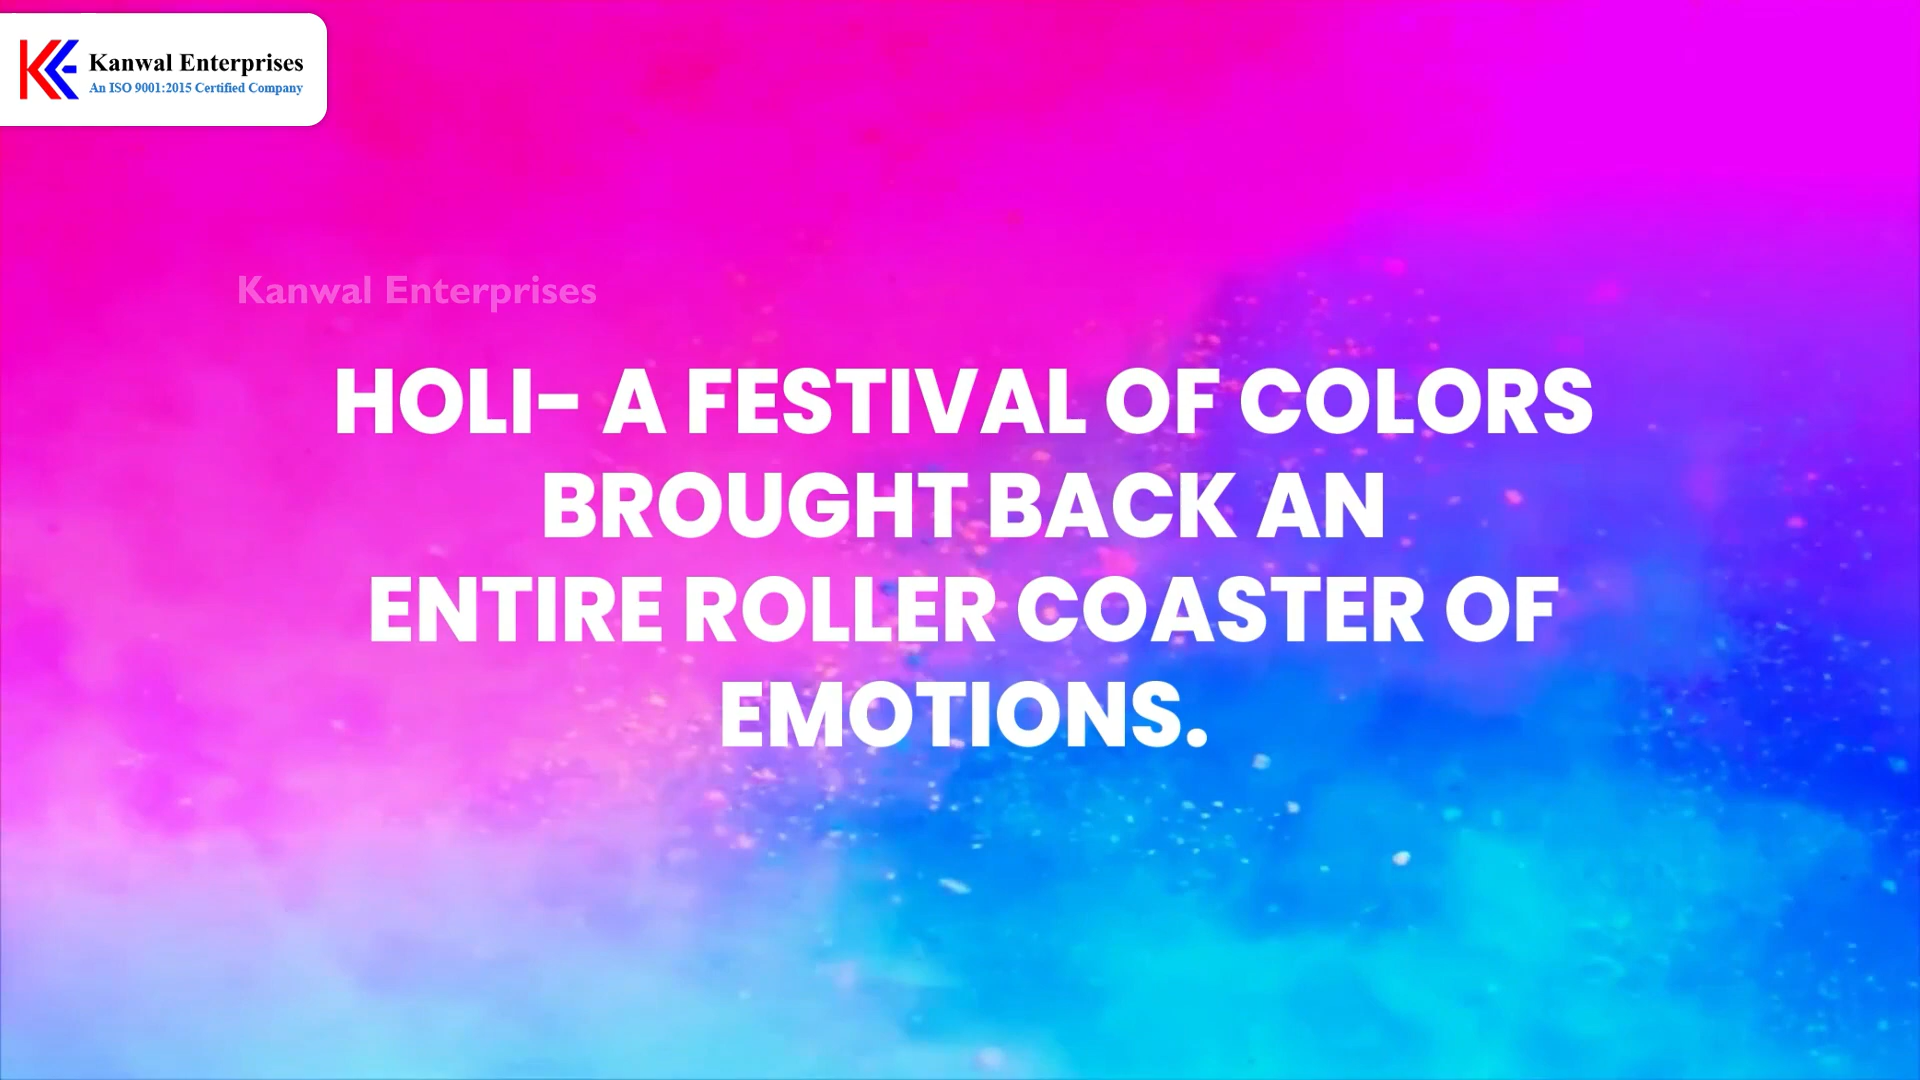 Kanwal Enterprises
An ISO 9001:2015 Certified Company
Kanwal Enterprises
HOLI- A FESTIVAL OF COLORS
BROUGHT BACK AN
ENTIRE ROLLER COASTER OF
EMOTIONS.